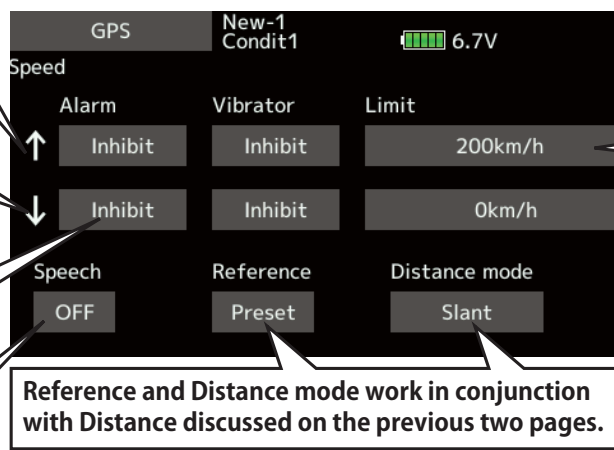 GPS New-1
Condit1 6.7V
Speed
Alarm Vibrator Limit
↑ Inhibit Inhibit 200km/h
↓ Inhibit Inhibit 0km/h
Speech Reference Distance mode
OFF Preset Slant
Reference and Distance mode work in conjunction
with Distance discussed on the previous two pages.